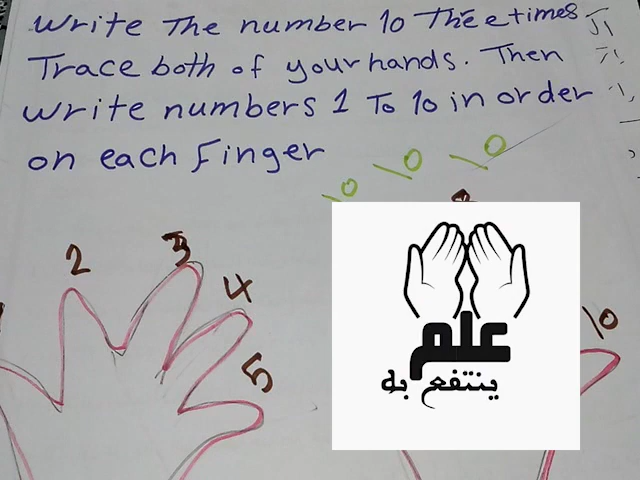 Write The number 10 Thee times
Trace both of your hands. Then
Write numbers 1 To 10 in order
on each Finger
10 10 10
2 3 4 5
10
علم
ينتفع به